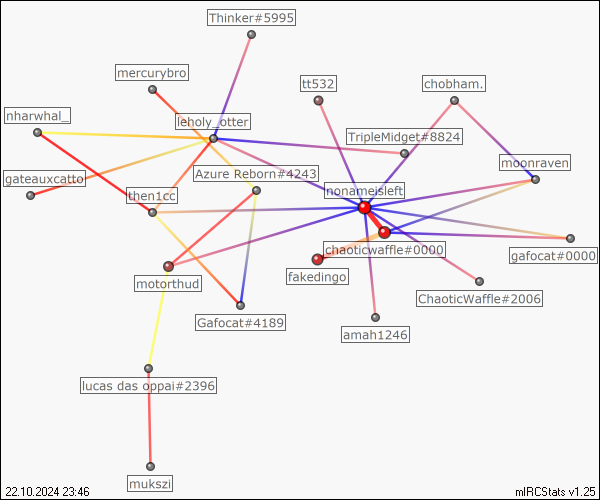 Thinker#5995
mercurybro
tt532
chobham.
nharwhal_
leholy_otter
TripleMidget#8824
moonraven
Azure Reborn#4243
gateauxcatto
nonameisleft
then1cc
chaoticwaffle#0000
gafocat#0000
fakedingo
motorthud
ChaoticWaffle#2006
Gafocat#4189
amah1246
lucas das oppai#2396
mukszi
22.10.2024 23:46
mIRCStats v1.25